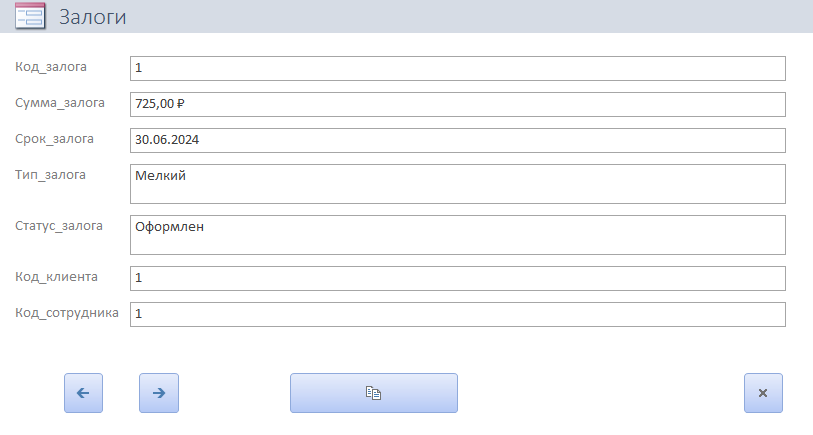 Залоги
Код_залога 1
Сумма_залога 725,00 ₽
Срок_залога 30.06.2024
Тип_залога Мелкий
Статус_залога Оформлен
Код_клиента 1
Код_сотрудника 1